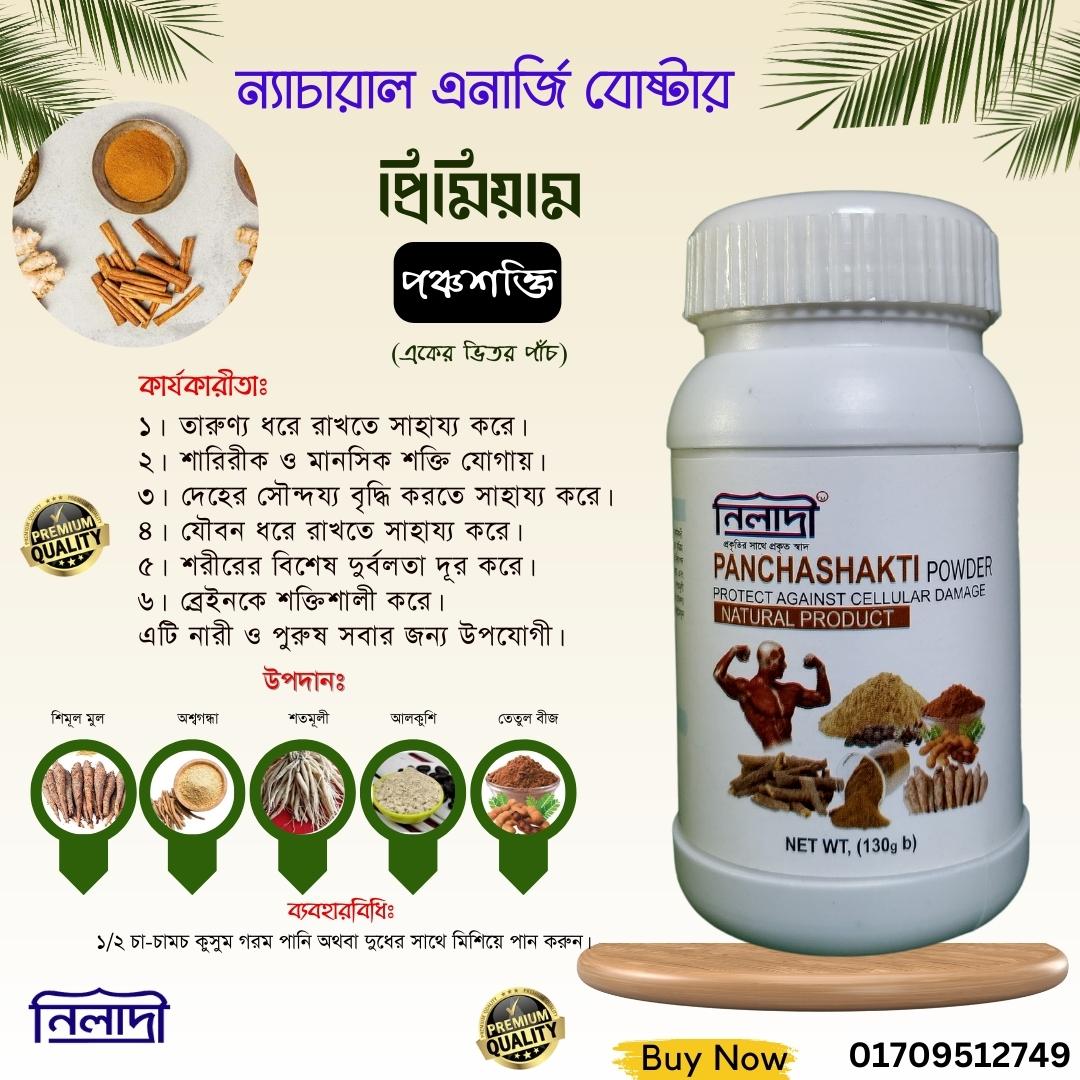 ন্যাচারাল এনার্জি বোষ্টার
প্রিমিয়াম
পঞ্চশক্তি
(একের ভিতর পাঁচ)
কার্যকারীতাঃ
১। তারুণ্য ধরে রাখতে সাহায্য করে।
২। শারিরীক ও মানসিক শক্তি যোগায়।
৩। দেহের সৌন্দয্য বৃদ্ধি করতে সাহায্য করে।
৪। যৌবন ধরে রাখতে সাহায্য করে।
৫। শরীরের বিশেষ দুর্বলতা দূর করে।
৬। ব্রেইনকে শক্তিশালী করে।
এটি নারী ও পুরুষ সবার জন্য উপযোগী।
PREMIUM
QUALITY
নিলাদ্রী
প্রকৃতির সাথে প্রকৃত স্বাদ
PANCHASHAKTI POWDER
PROTECT AGAINST CELLULAR DAMAGE
NATURAL PRODUCT
NET WT, (130g b)
উপদানঃ
শিমূল মুল
অশ্বগন্ধা
শতমূলী
আলকুশি
তেতুল বীজ
ব্যবহারবিধিঃ
১/২ চা-চামচ কুসুম গরম পানি অথবা দুধের সাথে মিশিয়ে পান করুন।
নিলাদ্রী
PREMIUM
QUALITY
Buy Now
01709512749